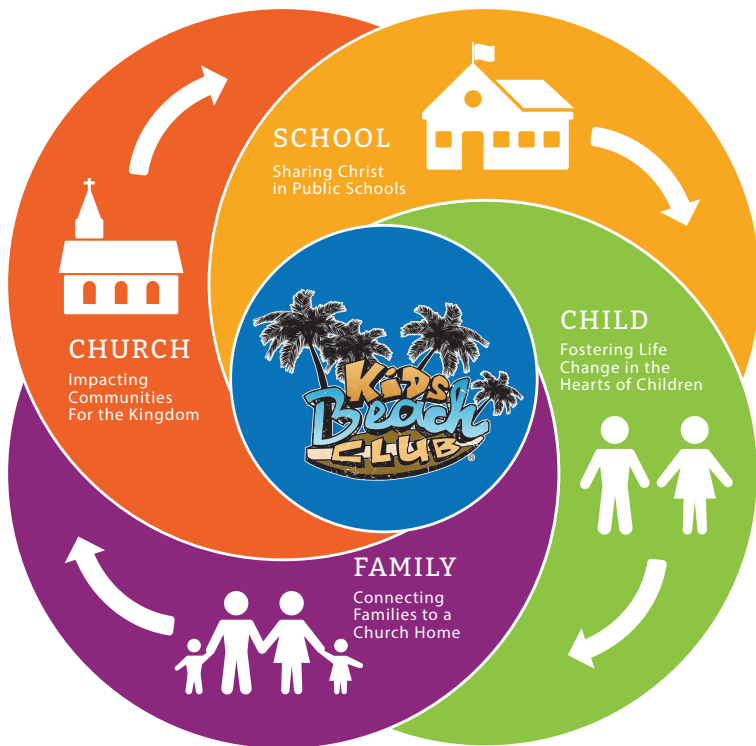 SCHOOL
Sharing Christ
in Public Schools
CHILD
Fostering Life
Change in the
Hearts of Children
FAMILY
Connecting
Families to a
Church Home
CHURCH
Impacting
Communities
For the Kingdom
KiDS
Beach
CLUB
®